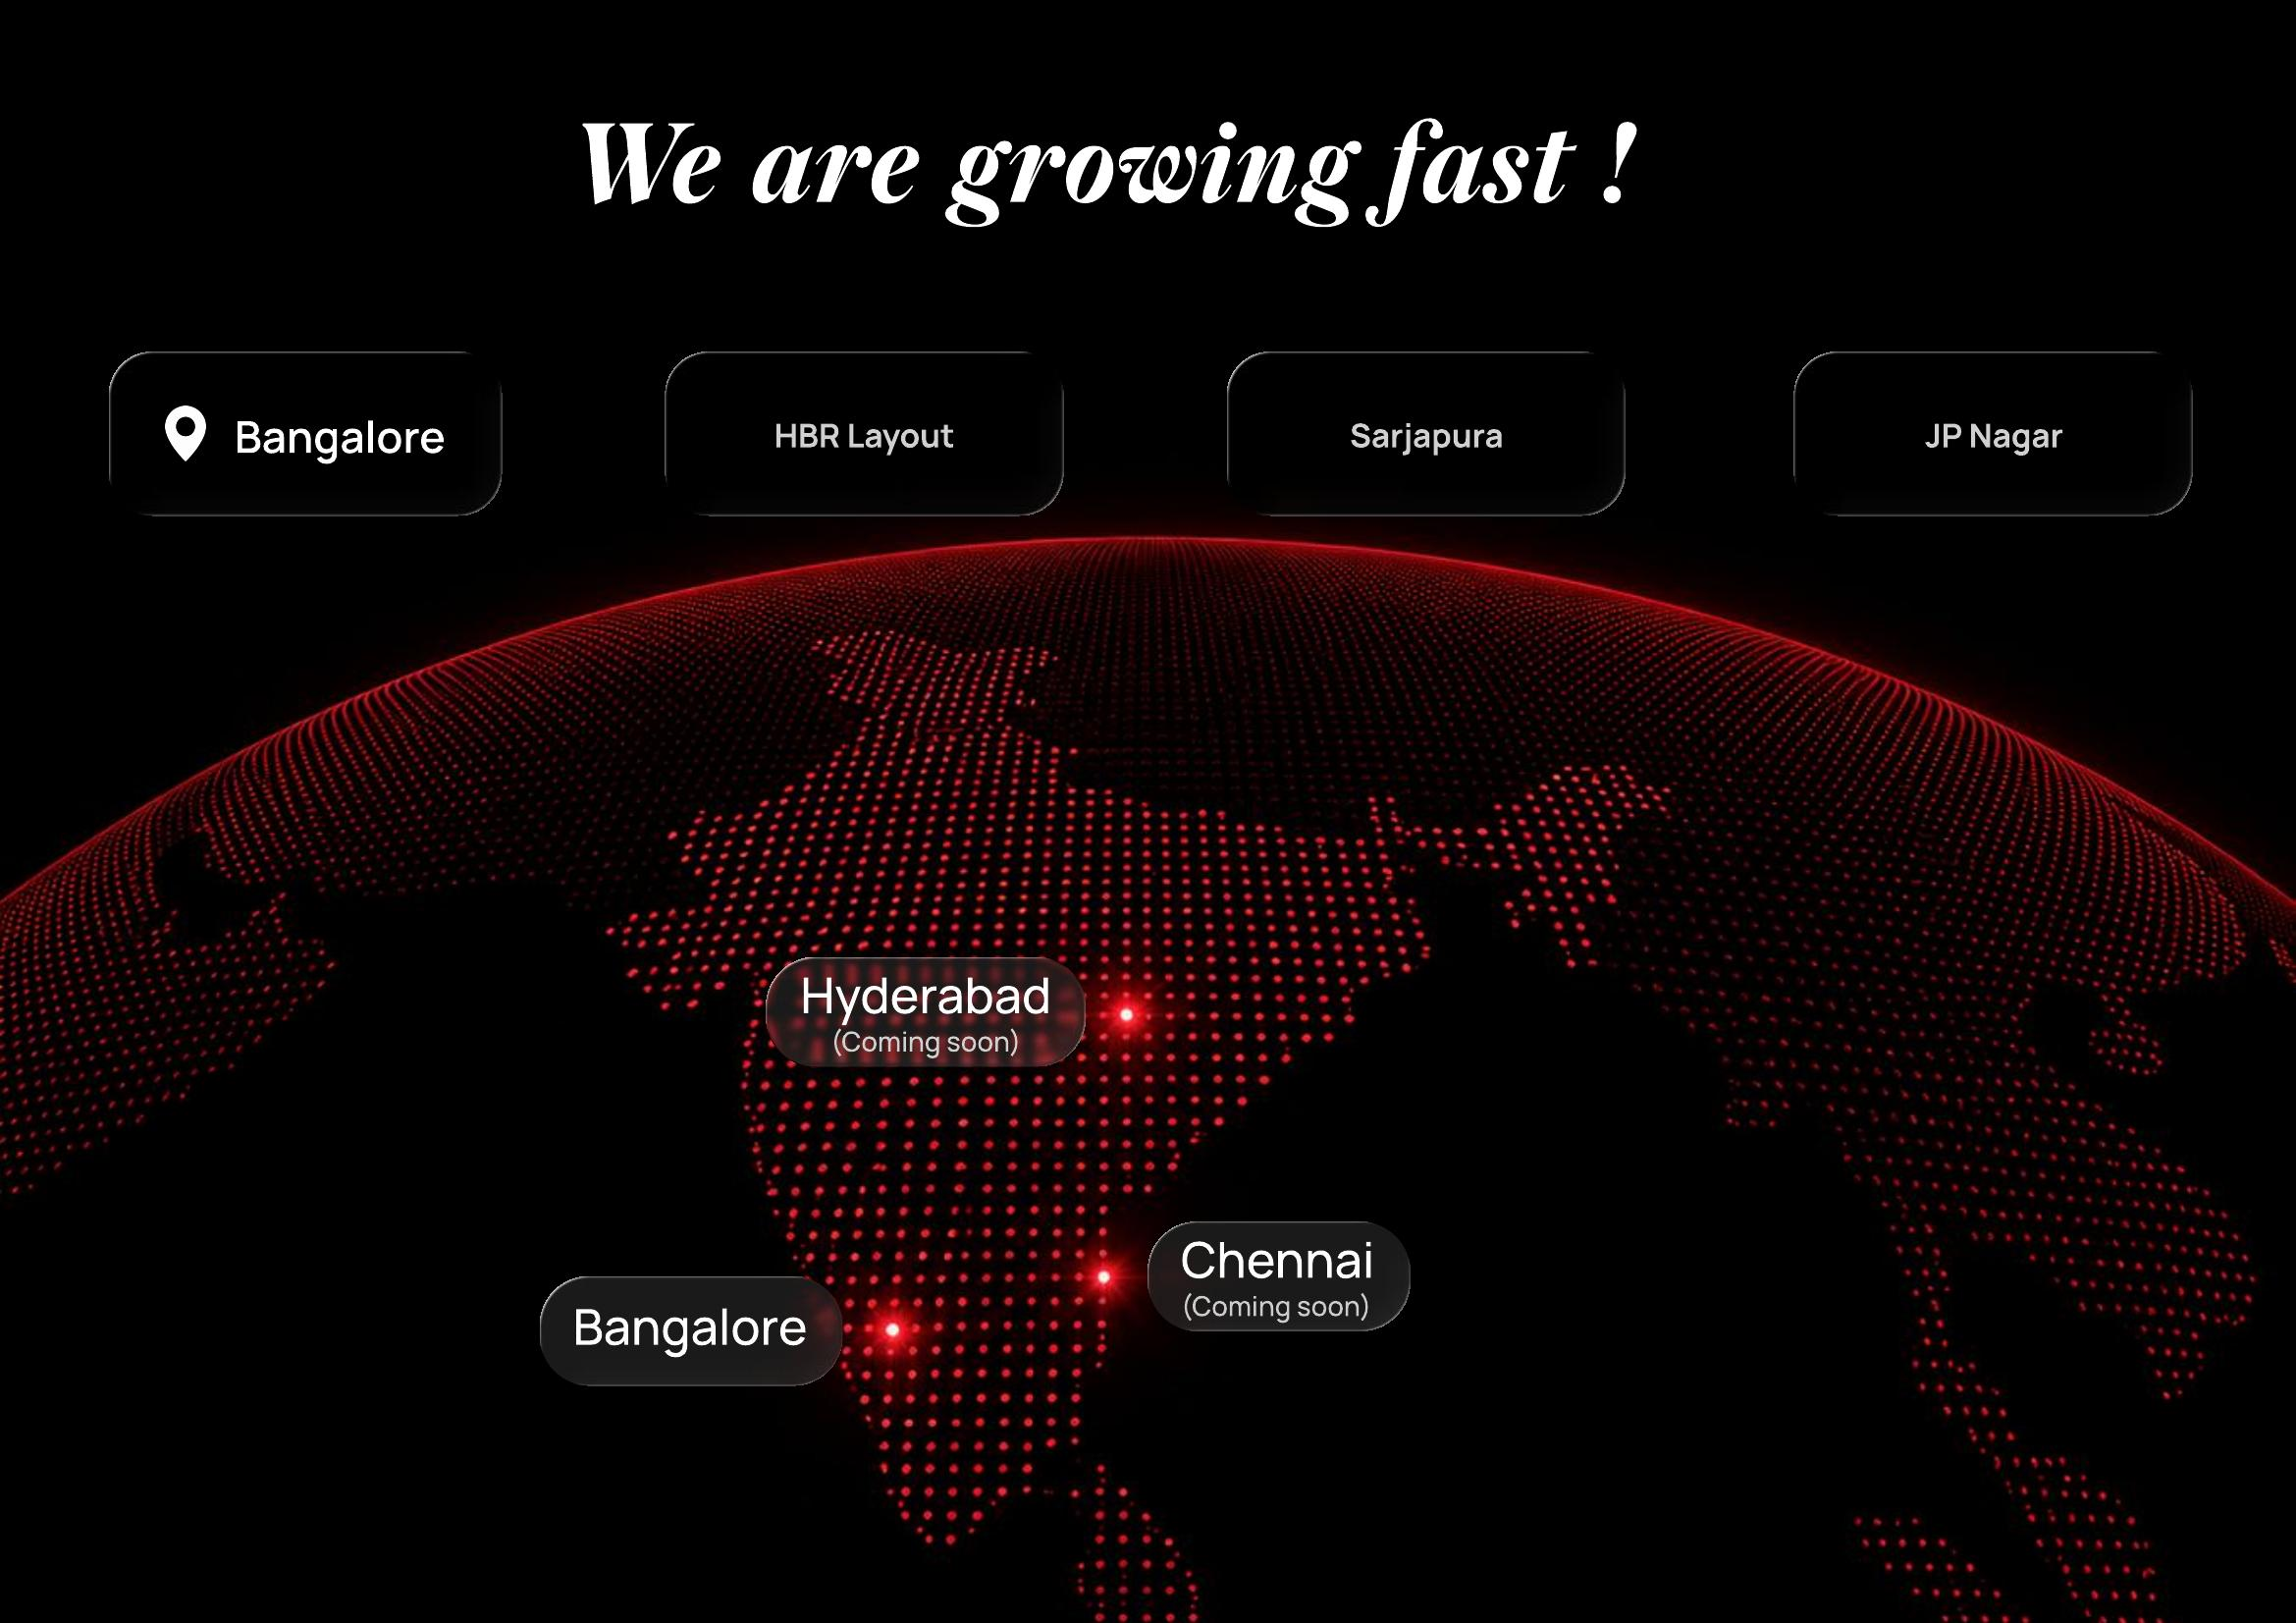 We are growing fast !
Bangalore
HBR Layout
Sarjapura
JP Nagar
Hyderabad
(Coming soon)
Chennai
(Coming soon)
Bangalore